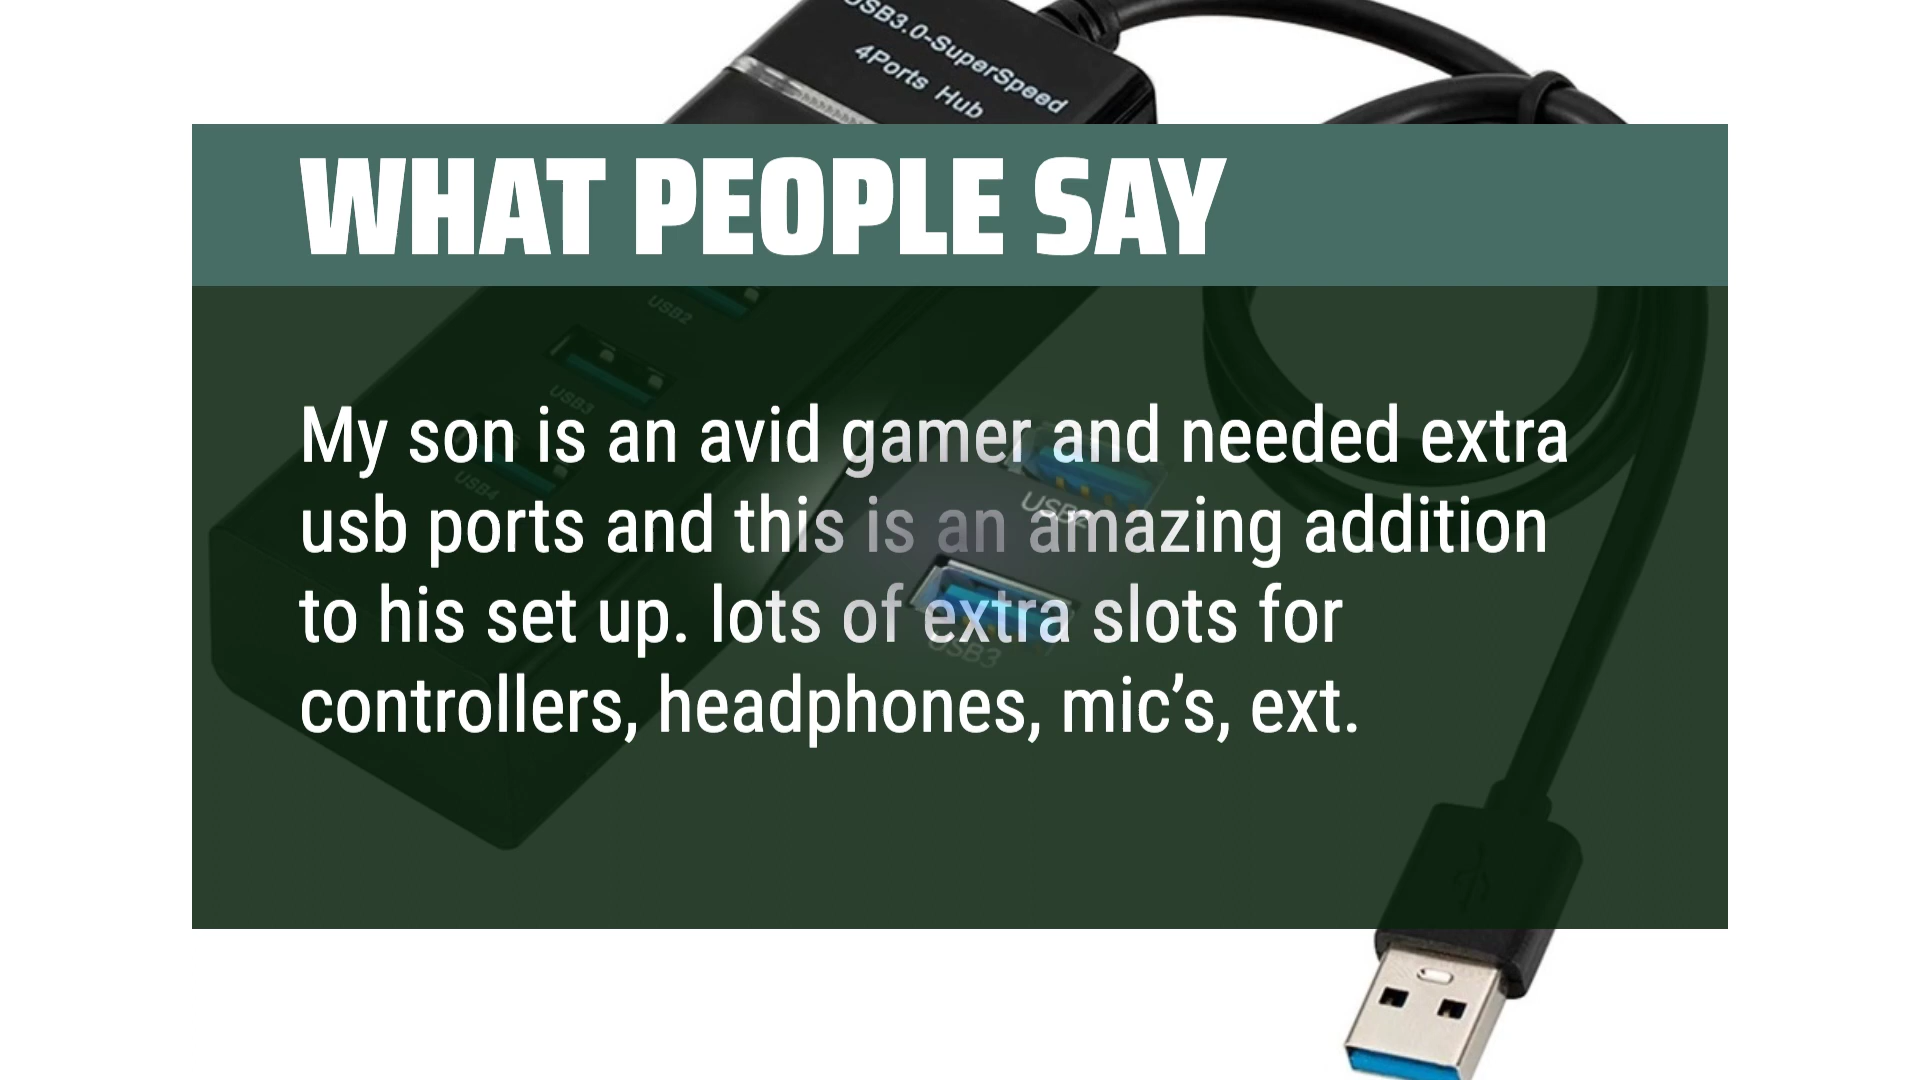 USB3.0-SuperSpeed
4Ports Hub
WHAT PEOPLE SAY
USB2
USB3
USB4
My son is an avid gamer and needed extra
usb ports and this is an amazing addition
to his set up. lots of extra slots for
controllers, headphones, mic’s, ext.
USB2
USB3